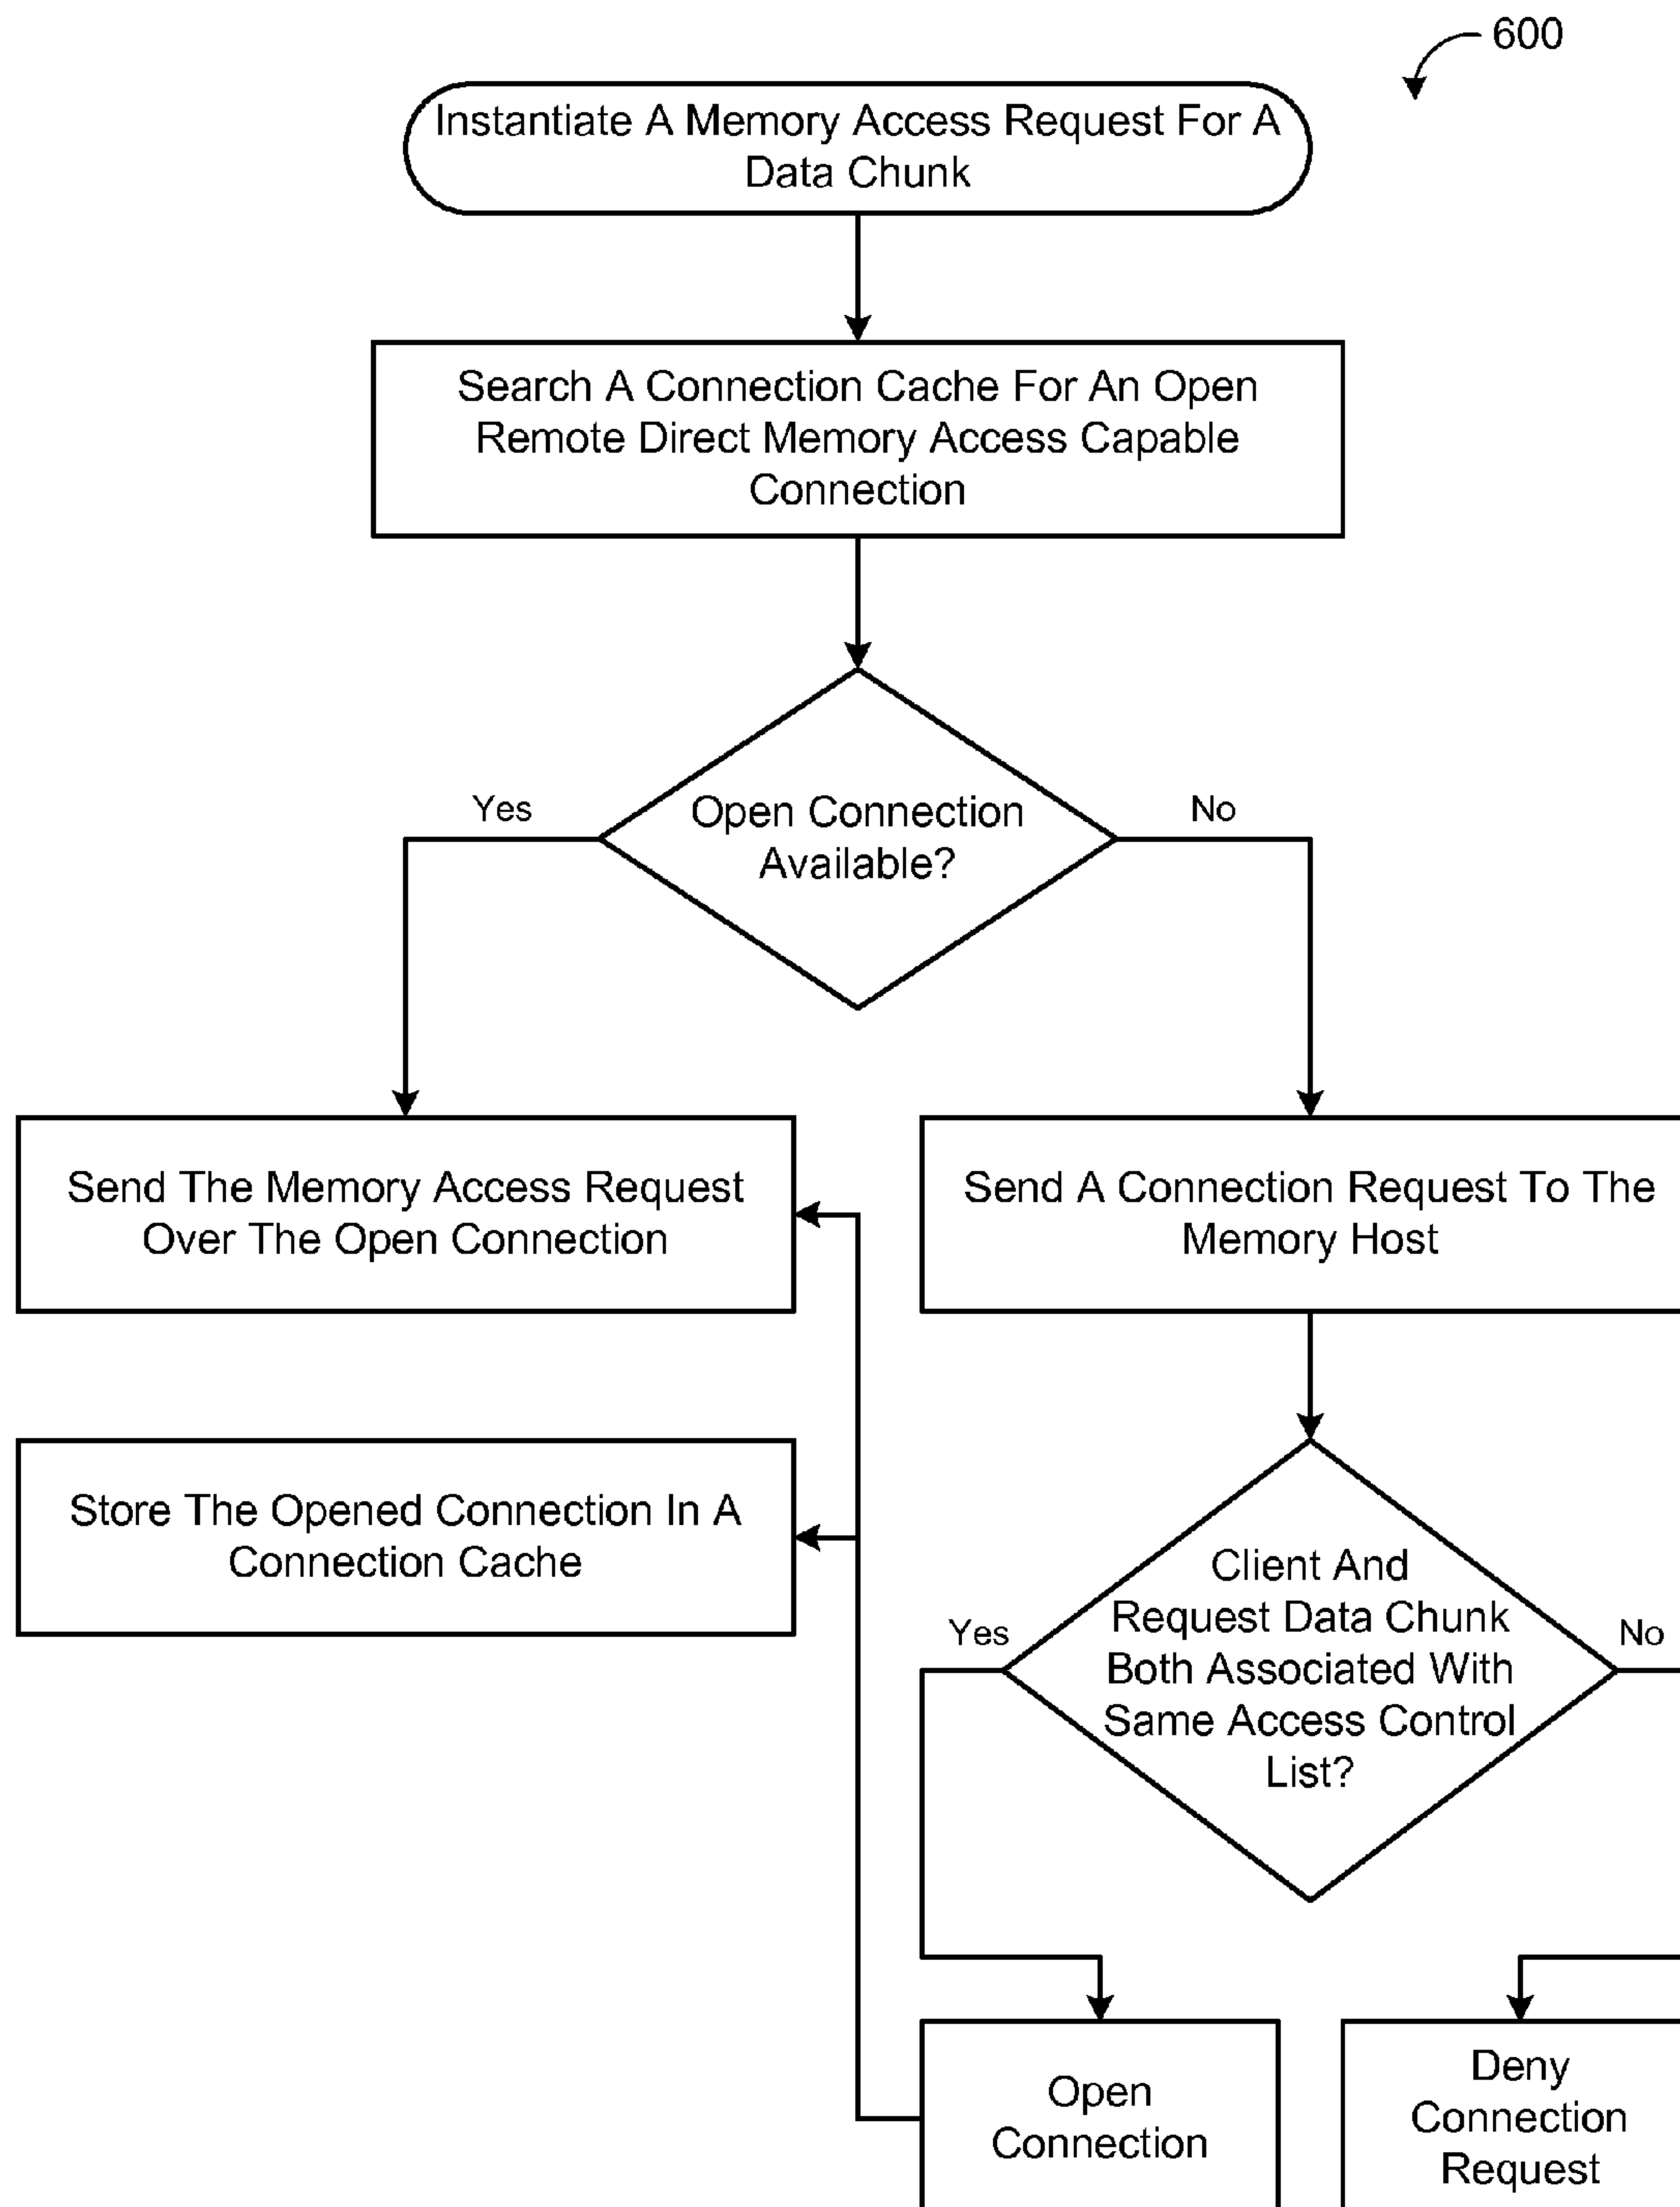 600
Instantiate A Memory Access Request For A
Data Chunk
Search A Connection Cache For An Open
Remote Direct Memory Access Capable
Connection
Yes
Open Connection
Available?
No
Send The Memory Access Request
Over The Open Connection
Send A Connection Request To The
Memory Host
Store The Opened Connection In A
Connection Cache
Client And
Request Data Chunk
Both Associated With
Same Access Control
List?
Yes
No
Open
Connection
Deny
Connection
Request